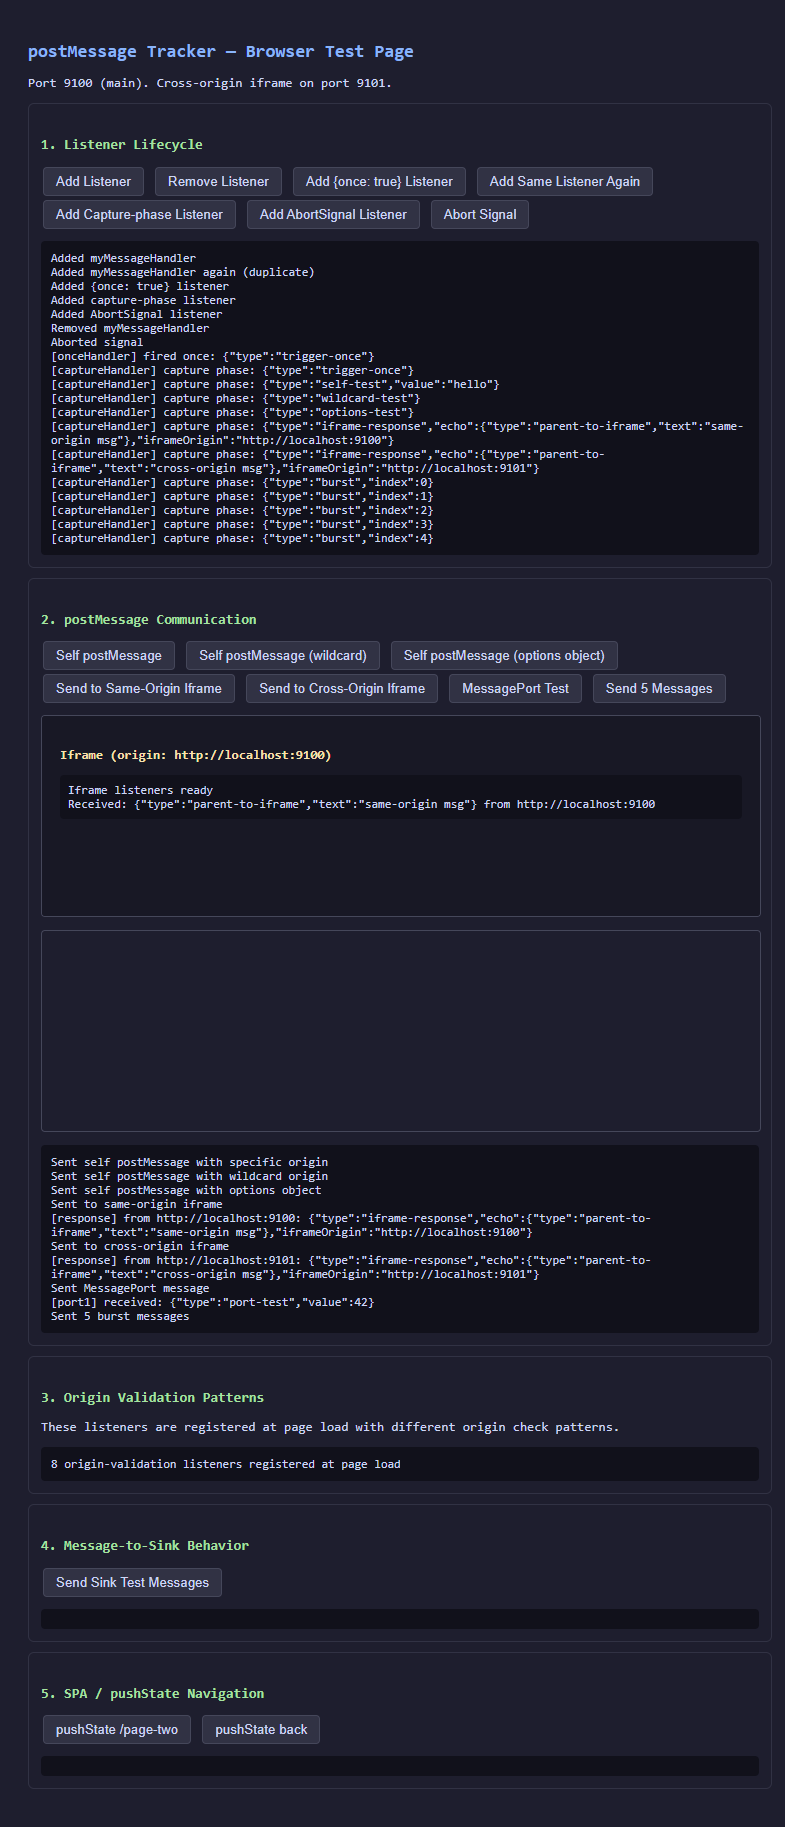 postMessage Tracker — Browser Test Page
Port 9100 (main). Cross-origin iframe on port 9101.
1. Listener Lifecycle
Add Listener
Remove Listener
Add {once: true} Listener
Add Same Listener Again
Add Capture-phase Listener
Add AbortSignal Listener
Abort Signal
Added myMessageHandler
Added myMessageHandler again (duplicate)
Added {once: true} listener
Added capture-phase listener
Added AbortSignal listener
Removed myMessageHandler
Aborted signal
[onceHandler] fired once: {"type":"trigger-once"}
[captureHandler] capture phase: {"type":"trigger-once"}
[captureHandler] capture phase: {"type":"self-test","value":"hello"}
[captureHandler] capture phase: {"type":"wildcard-test"}
[captureHandler] capture phase: {"type":"options-test"}
[captureHandler] capture phase: {"type":"iframe-response","echo":{"type":"parent-to-iframe","text":"same-
origin msg"},"iframeOrigin":"http://localhost:9100"}
[captureHandler] capture phase: {"type":"iframe-response","echo":{"type":"parent-to-
iframe","text":"cross-origin msg"},"iframeOrigin":"http://localhost:9101"}
[captureHandler] capture phase: {"type":"burst","index":0}
[captureHandler] capture phase: {"type":"burst","index":1}
[captureHandler] capture phase: {"type":"burst","index":2}
[captureHandler] capture phase: {"type":"burst","index":3}
[captureHandler] capture phase: {"type":"burst","index":4}
2. postMessage Communication
Self postMessage
Self postMessage (wildcard)
Self postMessage (options object)
Send to Same-Origin Iframe
Send to Cross-Origin Iframe
MessagePort Test
Send 5 Messages
Iframe (origin: http://localhost:9100)
Iframe listeners ready
Received: {"type":"parent-to-iframe","text":"same-origin msg"} from http://localhost:9100
Sent self postMessage with specific origin
Sent self postMessage with wildcard origin
Sent self postMessage with options object
Sent to same-origin iframe
[response] from http://localhost:9100: {"type":"iframe-response","echo":{"type":"parent-to-
iframe","text":"same-origin msg"},"iframeOrigin":"http://localhost:9100"}
Sent to cross-origin iframe
[response] from http://localhost:9101: {"type":"iframe-response","echo":{"type":"parent-to-
iframe","text":"cross-origin msg"},"iframeOrigin":"http://localhost:9101"}
Sent MessagePort message
[port1] received: {"type":"port-test","value":42}
Sent 5 burst messages
3. Origin Validation Patterns
These listeners are registered at page load with different origin check patterns.
8 origin-validation listeners registered at page load
4. Message-to-Sink Behavior
Send Sink Test Messages
5. SPA / pushState Navigation
pushState /page-two
pushState back